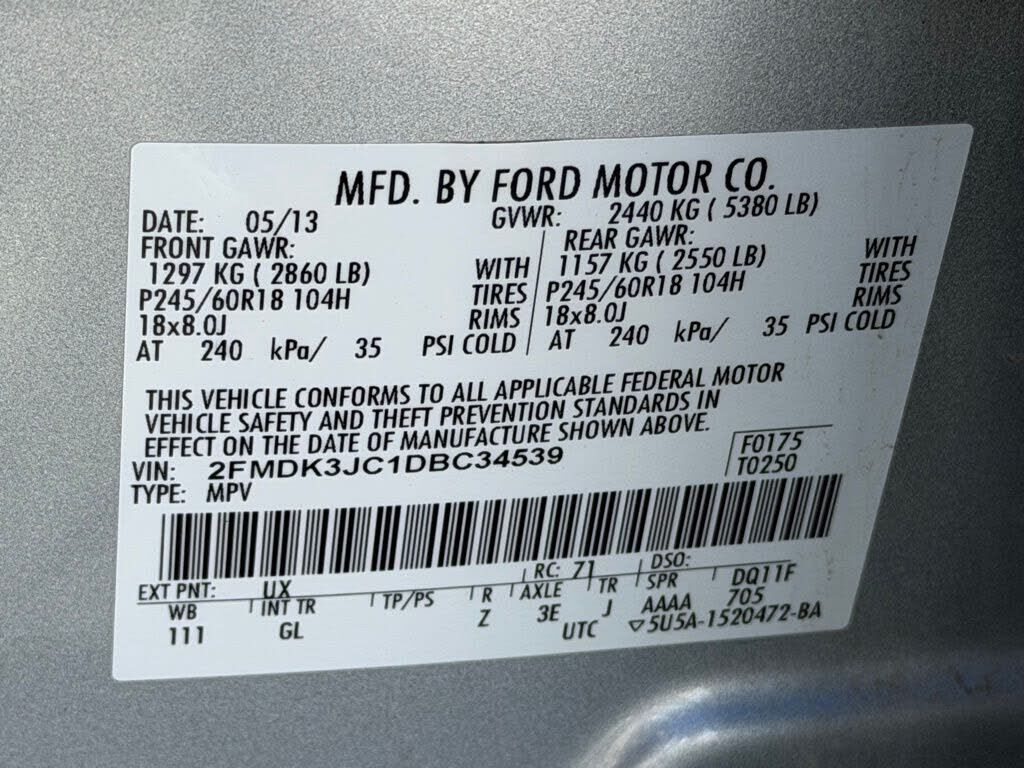 MFD. BY FORD MOTOR CO.
DATE: 05/13 GVWR: 2440 KG ( 5380 LB)
FRONT GAWR: REAR GAWR:
1297 KG ( 2860 LB) WITH 1157 KG ( 2550 LB) WITH
P245/60R18 104H TIRES P245/60R18 104H TIRES
18x8.0J RIMS 18x8.0J RIMS
AT 240 kPa/ 35 PSI COLD AT 240 kPa/ 35 PSI COLD
THIS VEHICLE CONFORMS TO ALL APPLICABLE FEDERAL MOTOR
VEHICLE SAFETY AND THEFT PREVENTION STANDARDS IN
EFFECT ON THE DATE OF MANUFACTURE SHOWN ABOVE.
VIN: 2FMDK3JC1DBC34539 F0175
TYPE: MPV T0250
EXT PNT: UX RC: 71 DSO:
WB INT TR TP/PS R AXLE TR SPR DQ11F
111 GL Z 3E J AAAA 705
UTC ▽5U5A-1520472-BA